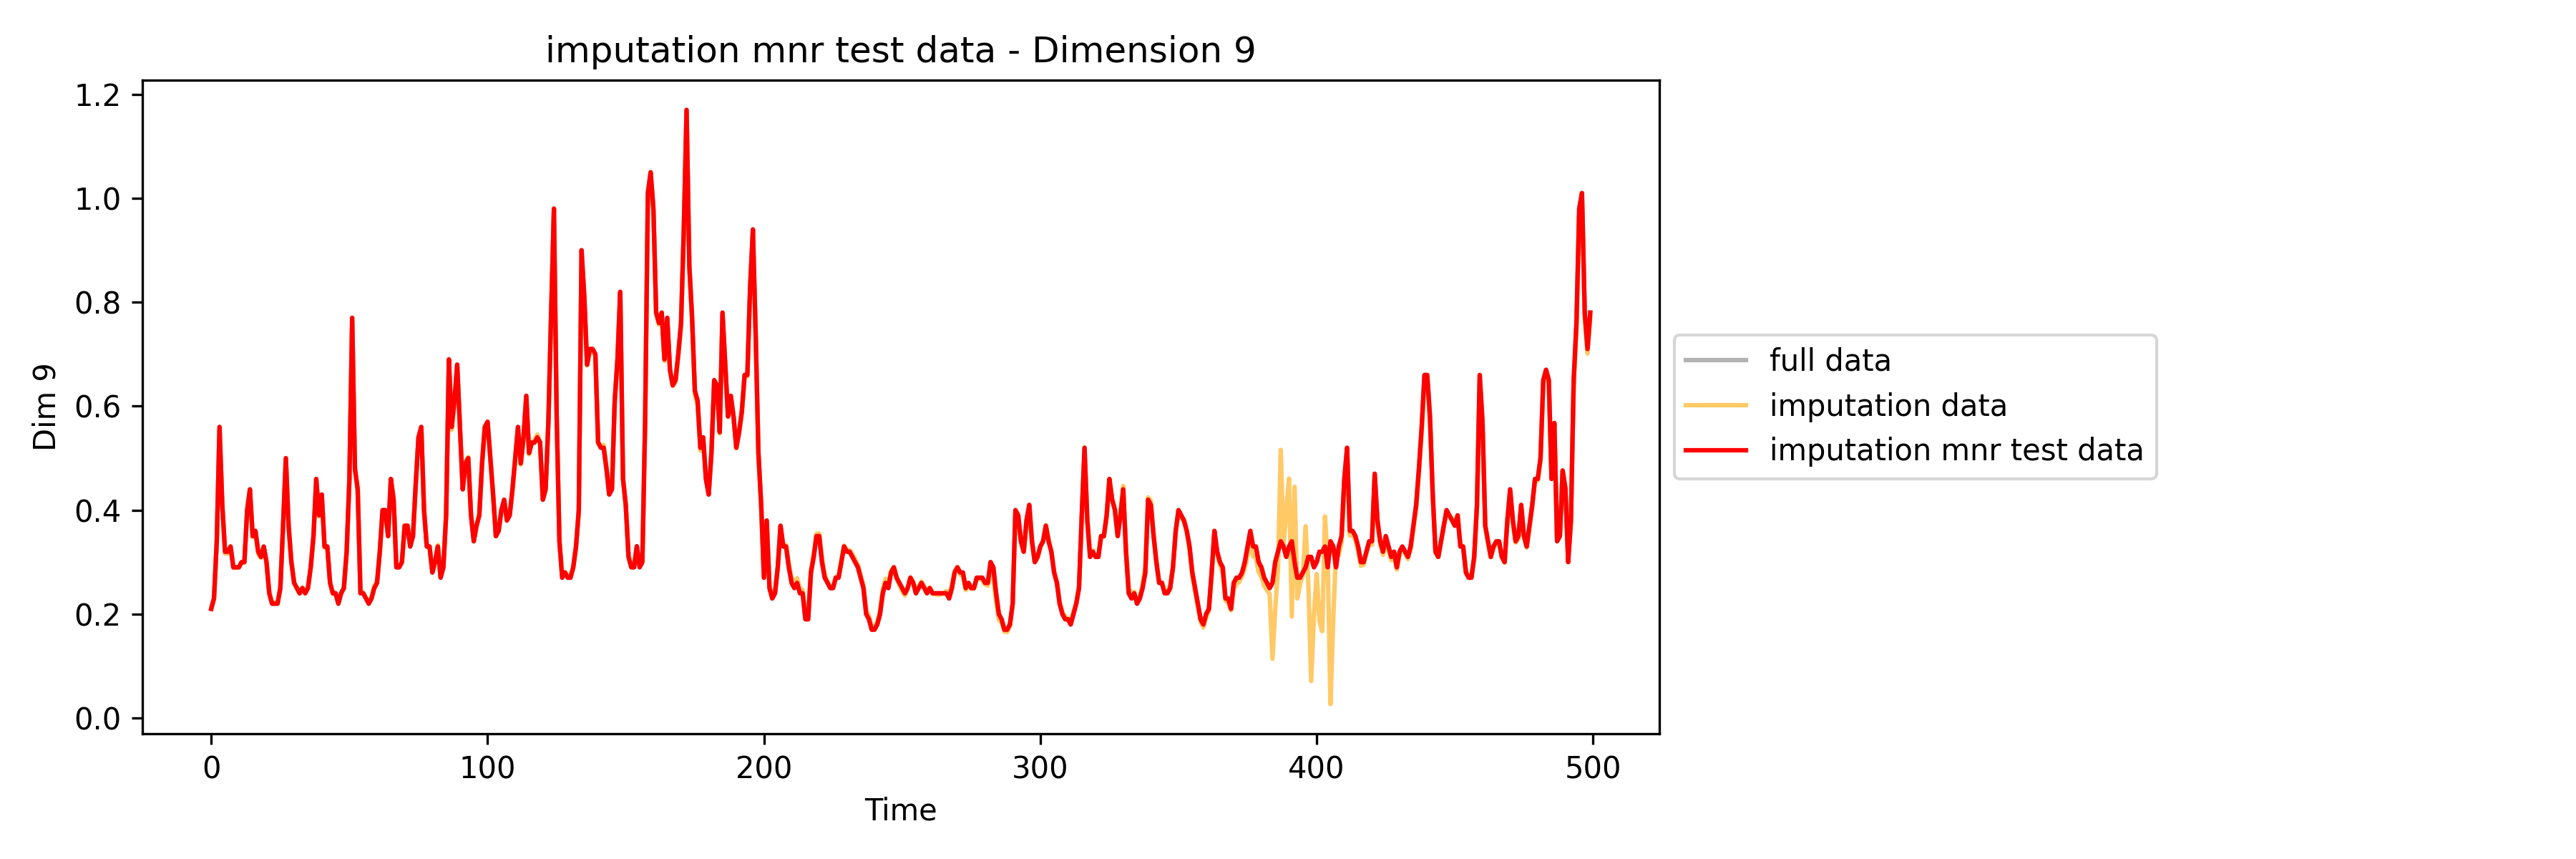 imputation mnr test data - Dimension 9
1.2
1.0
0.8
0.6
0.4
0.2
0.0
Dim 9
0 100 200 300 400 500
Time
full data
imputation data
imputation mnr test data